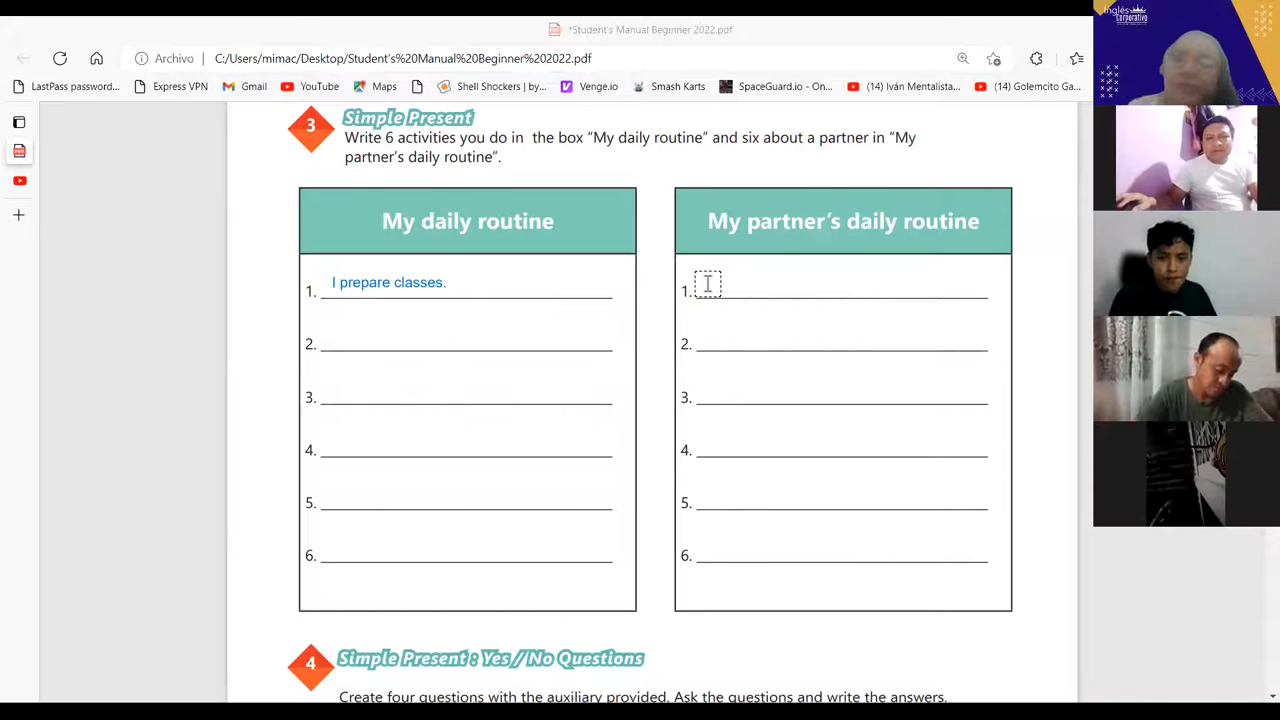 *Student's Manual Beginner 2022.pdf
Archivo
C:/Users/mimac/Desktop/Student's%20Manual%20Beginner%202022.pdf
LastPass password...
Express VPN
Gmail
YouTube
Maps
Shell Shockers | by...
Venge.io
Smash Karts
SpaceGuard.io - On...
(14) Iván Mentalista...
(14) Golemcito Ga...
Inglés
Corporativo
3
Simple Present
Write 6 activities you do in the box “My daily routine” and six about a partner in “My
partner’s daily routine”.
My daily routine
1. I prepare classes.
2.
3.
4.
5.
6.
My partner’s daily routine
1.
2.
3.
4.
5.
6.
4
Simple Present : Yes / No Questions
Create four questions with the auxiliary provided. Ask the questions and write the answers.